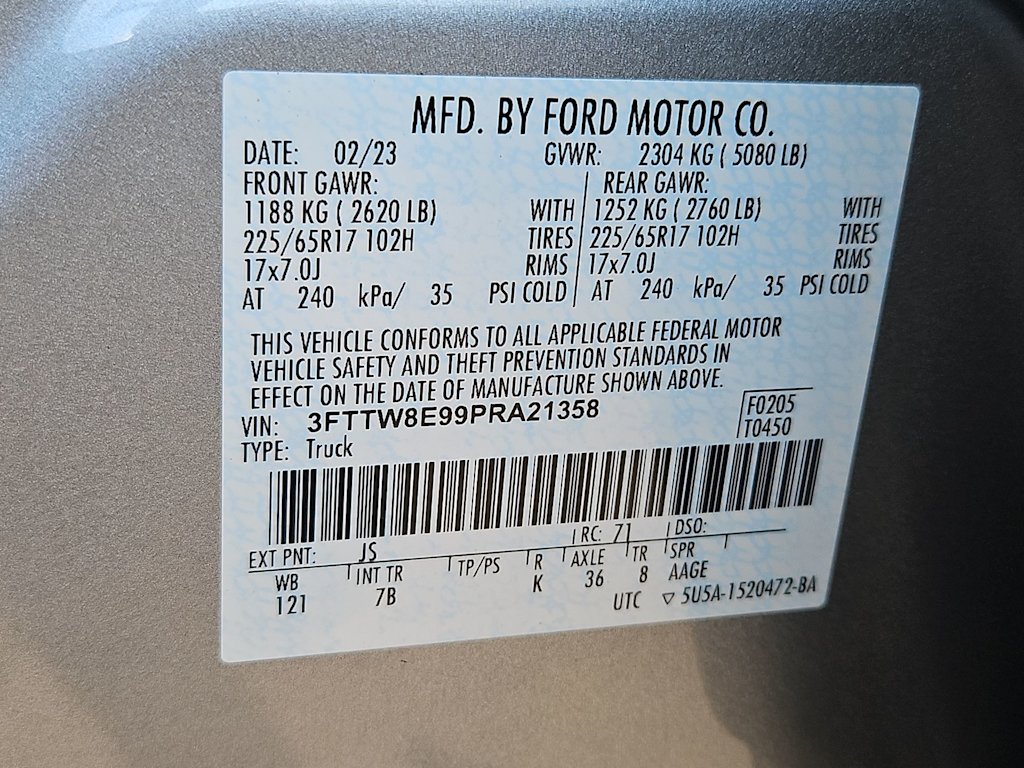 MFD. BY FORD MOTOR CO.
DATE: 02/23 GVWR: 2304 KG ( 5080 LB)
FRONT GAWR: REAR GAWR:
1188 KG ( 2620 LB) WITH 1252 KG ( 2760 LB) WITH
225/65R17 102H TIRES 225/65R17 102H TIRES
17x7.0J RIMS 17x7.0J RIMS
AT 240 kPa/ 35 PSI COLD AT 240 kPa/ 35 PSI COLD
THIS VEHICLE CONFORMS TO ALL APPLICABLE FEDERAL MOTOR
VEHICLE SAFETY AND THEFT PREVENTION STANDARDS IN
EFFECT ON THE DATE OF MANUFACTURE SHOWN ABOVE.
VIN: 3FTTW8E99PRA21358 F0205
TYPE: Truck T0450
EXT PNT: JS RC: 71 DSO:
WB INT TR TP/PS R AXLE TR SPR
121 7B K 36 8 AAGE
UTC ▽ 5U5A-1520472-BA